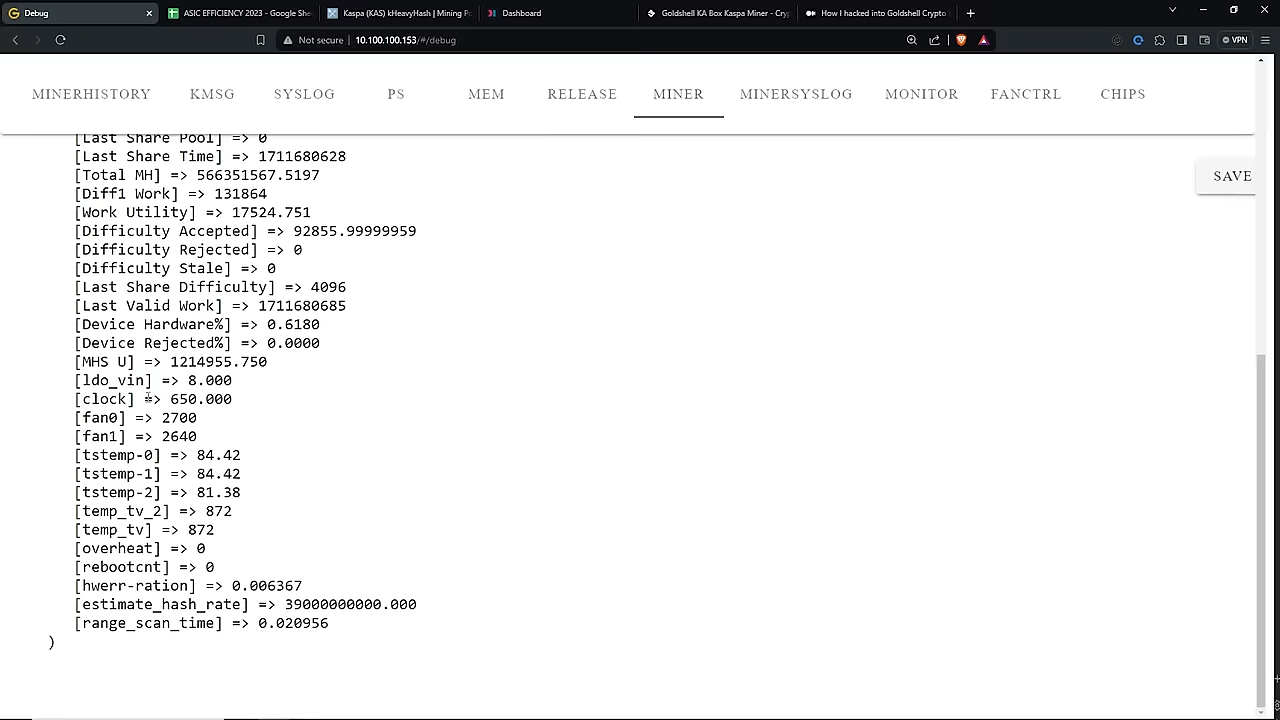 Debug
ASIC EFFICIENCY 2023 - Google She
Kaspa (KAS) kHeavyHash | Mining Po
Dashboard
Goldshell KA Box Kaspa Miner - Cryp
How I hacked into Goldshell Crypto
Not secure 10.100.100.153/#/debug
VPN
MINERHISTORY KMSG SYSLOG PS MEM RELEASE MINER MINERSYSLOG MONITOR FANCTRL CHIPS
SAVE
[Last Share Pool] => 0
[Last Share Time] => 1711680628
[Total MH] => 566351567.5197
[Diff1 Work] => 131864
[Work Utility] => 17524.751
[Difficulty Accepted] => 92855.99999959
[Difficulty Rejected] => 0
[Difficulty Stale] => 0
[Last Share Difficulty] => 4096
[Last Valid Work] => 1711680685
[Device Hardware%] => 0.6180
[Device Rejected%] => 0.0000
[MHS U] => 1214955.750
[ldo_vin] => 8.000
[clock] => 650.000
[fan0] => 2700
[fan1] => 2640
[tstemp-0] => 84.42
[tstemp-1] => 84.42
[tstemp-2] => 81.38
[temp_tv_2] => 872
[temp_tv] => 872
[overheat] => 0
[rebootcnt] => 0
[hwerr-ration] => 0.006367
[estimate_hash_rate] => 39000000000.000
[range_scan_time] => 0.020956
)